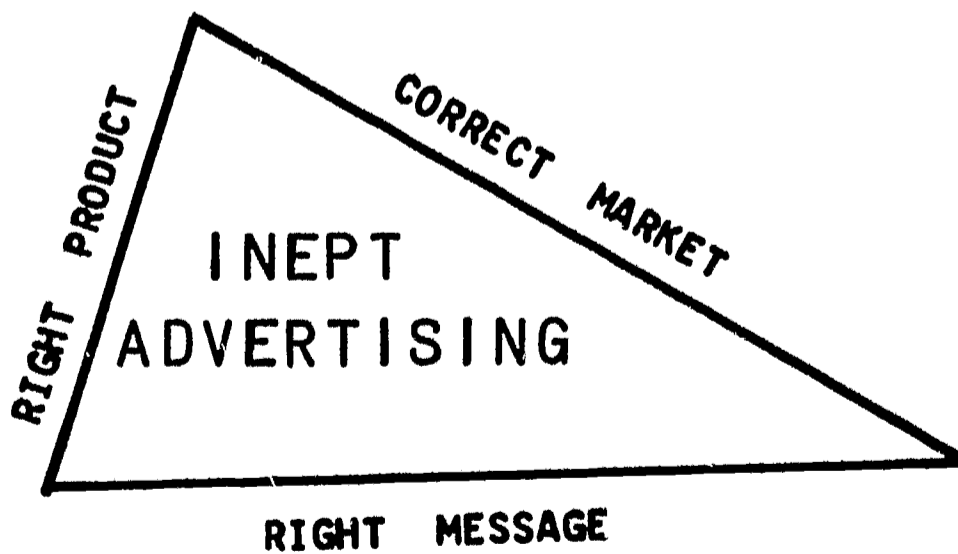 RIGHT PRODUCT
CORRECT MARKET
INEPT
ADVERTISING
RIGHT MESSAGE